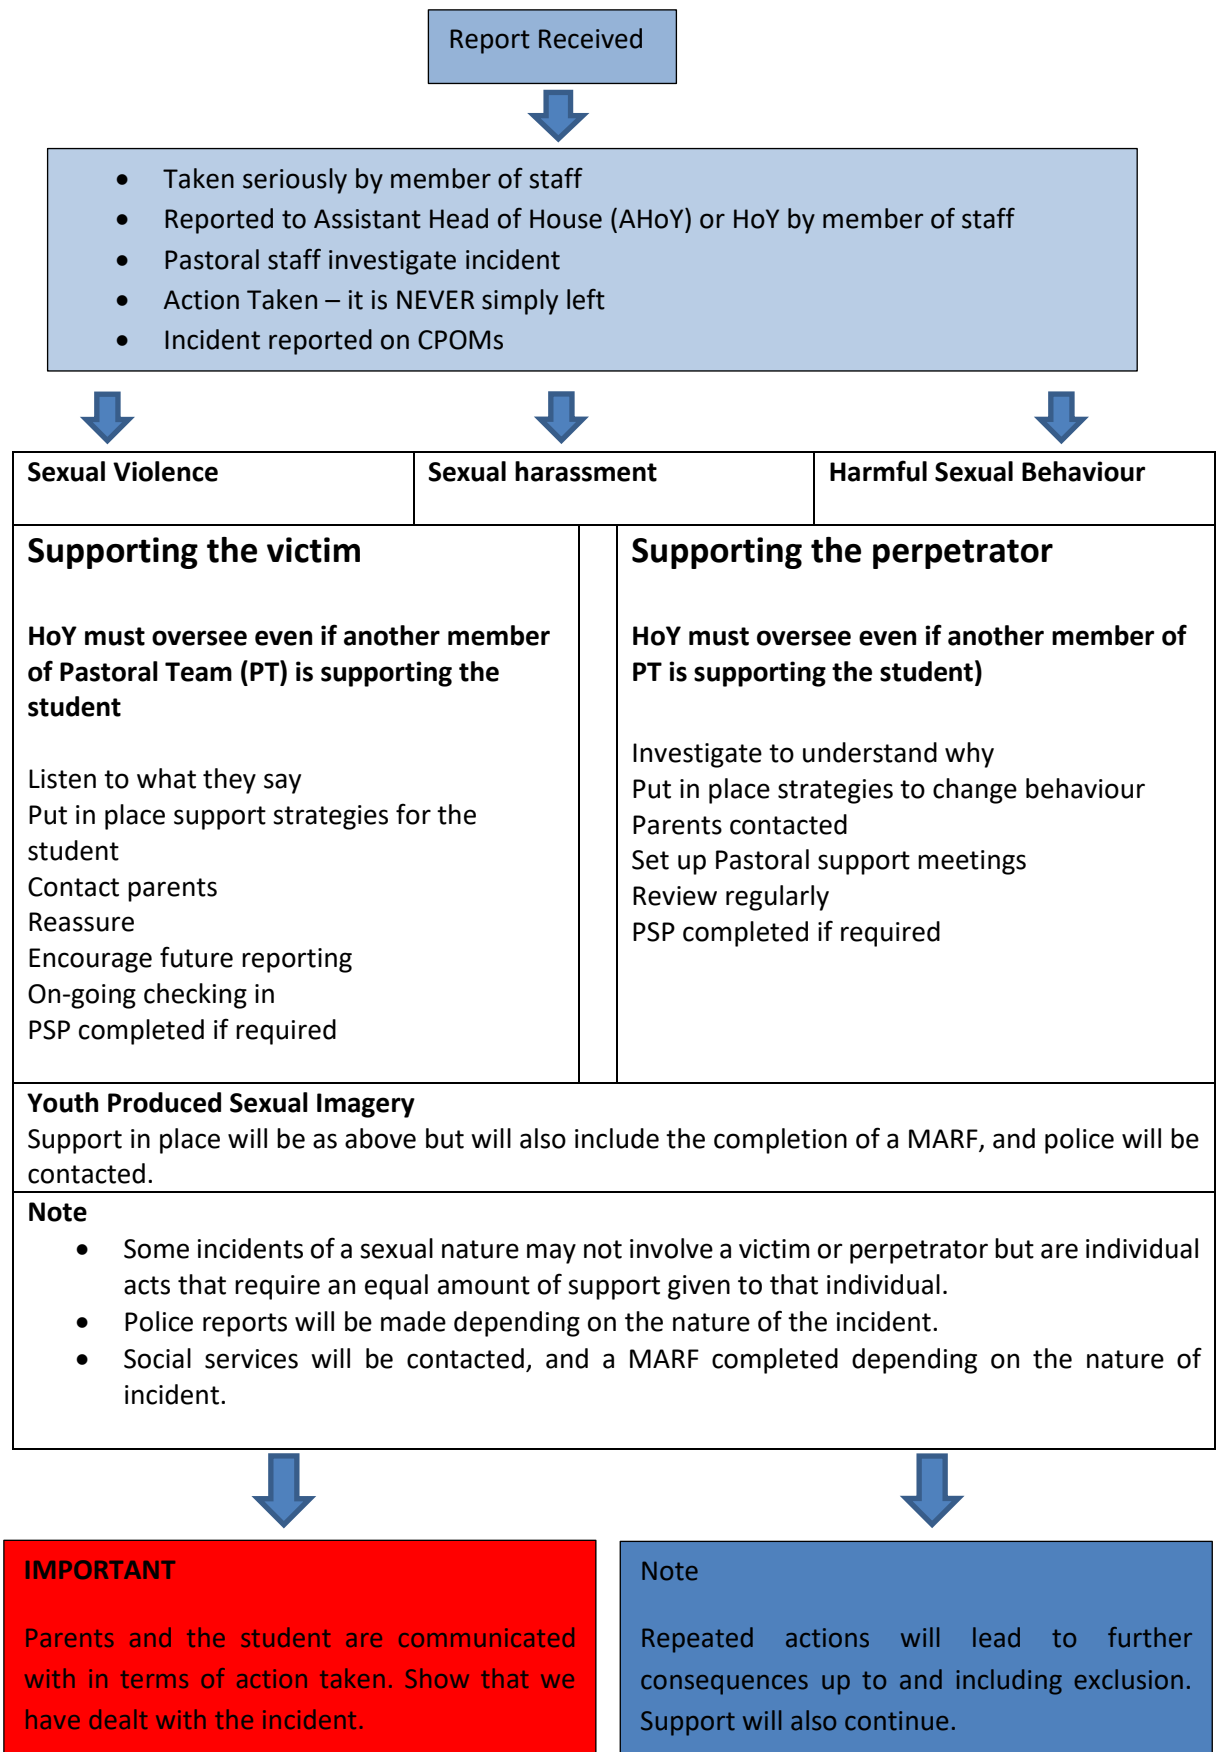 Report Received
• Taken seriously by member of staff
• Reported to Assistant Head of House (AHoY) or HoY by member of staff
• Pastoral staff investigate incident
• Action Taken – it is NEVER simply left
• Incident reported on CPOMs
Sexual Violence
Sexual harassment
Harmful Sexual Behaviour
Supporting the victim
HoY must oversee even if another member
of Pastoral Team (PT) is supporting the
student
Listen to what they say
Put in place support strategies for the
student
Contact parents
Reassure
Encourage future reporting
On-going checking in
PSP completed if required
Supporting the perpetrator
HoY must oversee even if another member of
PT is supporting the student)
Investigate to understand why
Put in place strategies to change behaviour
Parents contacted
Set up Pastoral support meetings
Review regularly
PSP completed if required
Youth Produced Sexual Imagery
Support in place will be as above but will also include the completion of a MARF, and police will be
contacted.
Note
• Some incidents of a sexual nature may not involve a victim or perpetrator but are individual
acts that require an equal amount of support given to that individual.
• Police reports will be made depending on the nature of the incident.
• Social services will be contacted, and a MARF completed depending on the nature of
incident.
IMPORTANT
Parents and the student are communicated
with in terms of action taken. Show that we
have dealt with the incident.
Note
Repeated actions will lead to further
consequences up to and including exclusion.
Support will also continue.